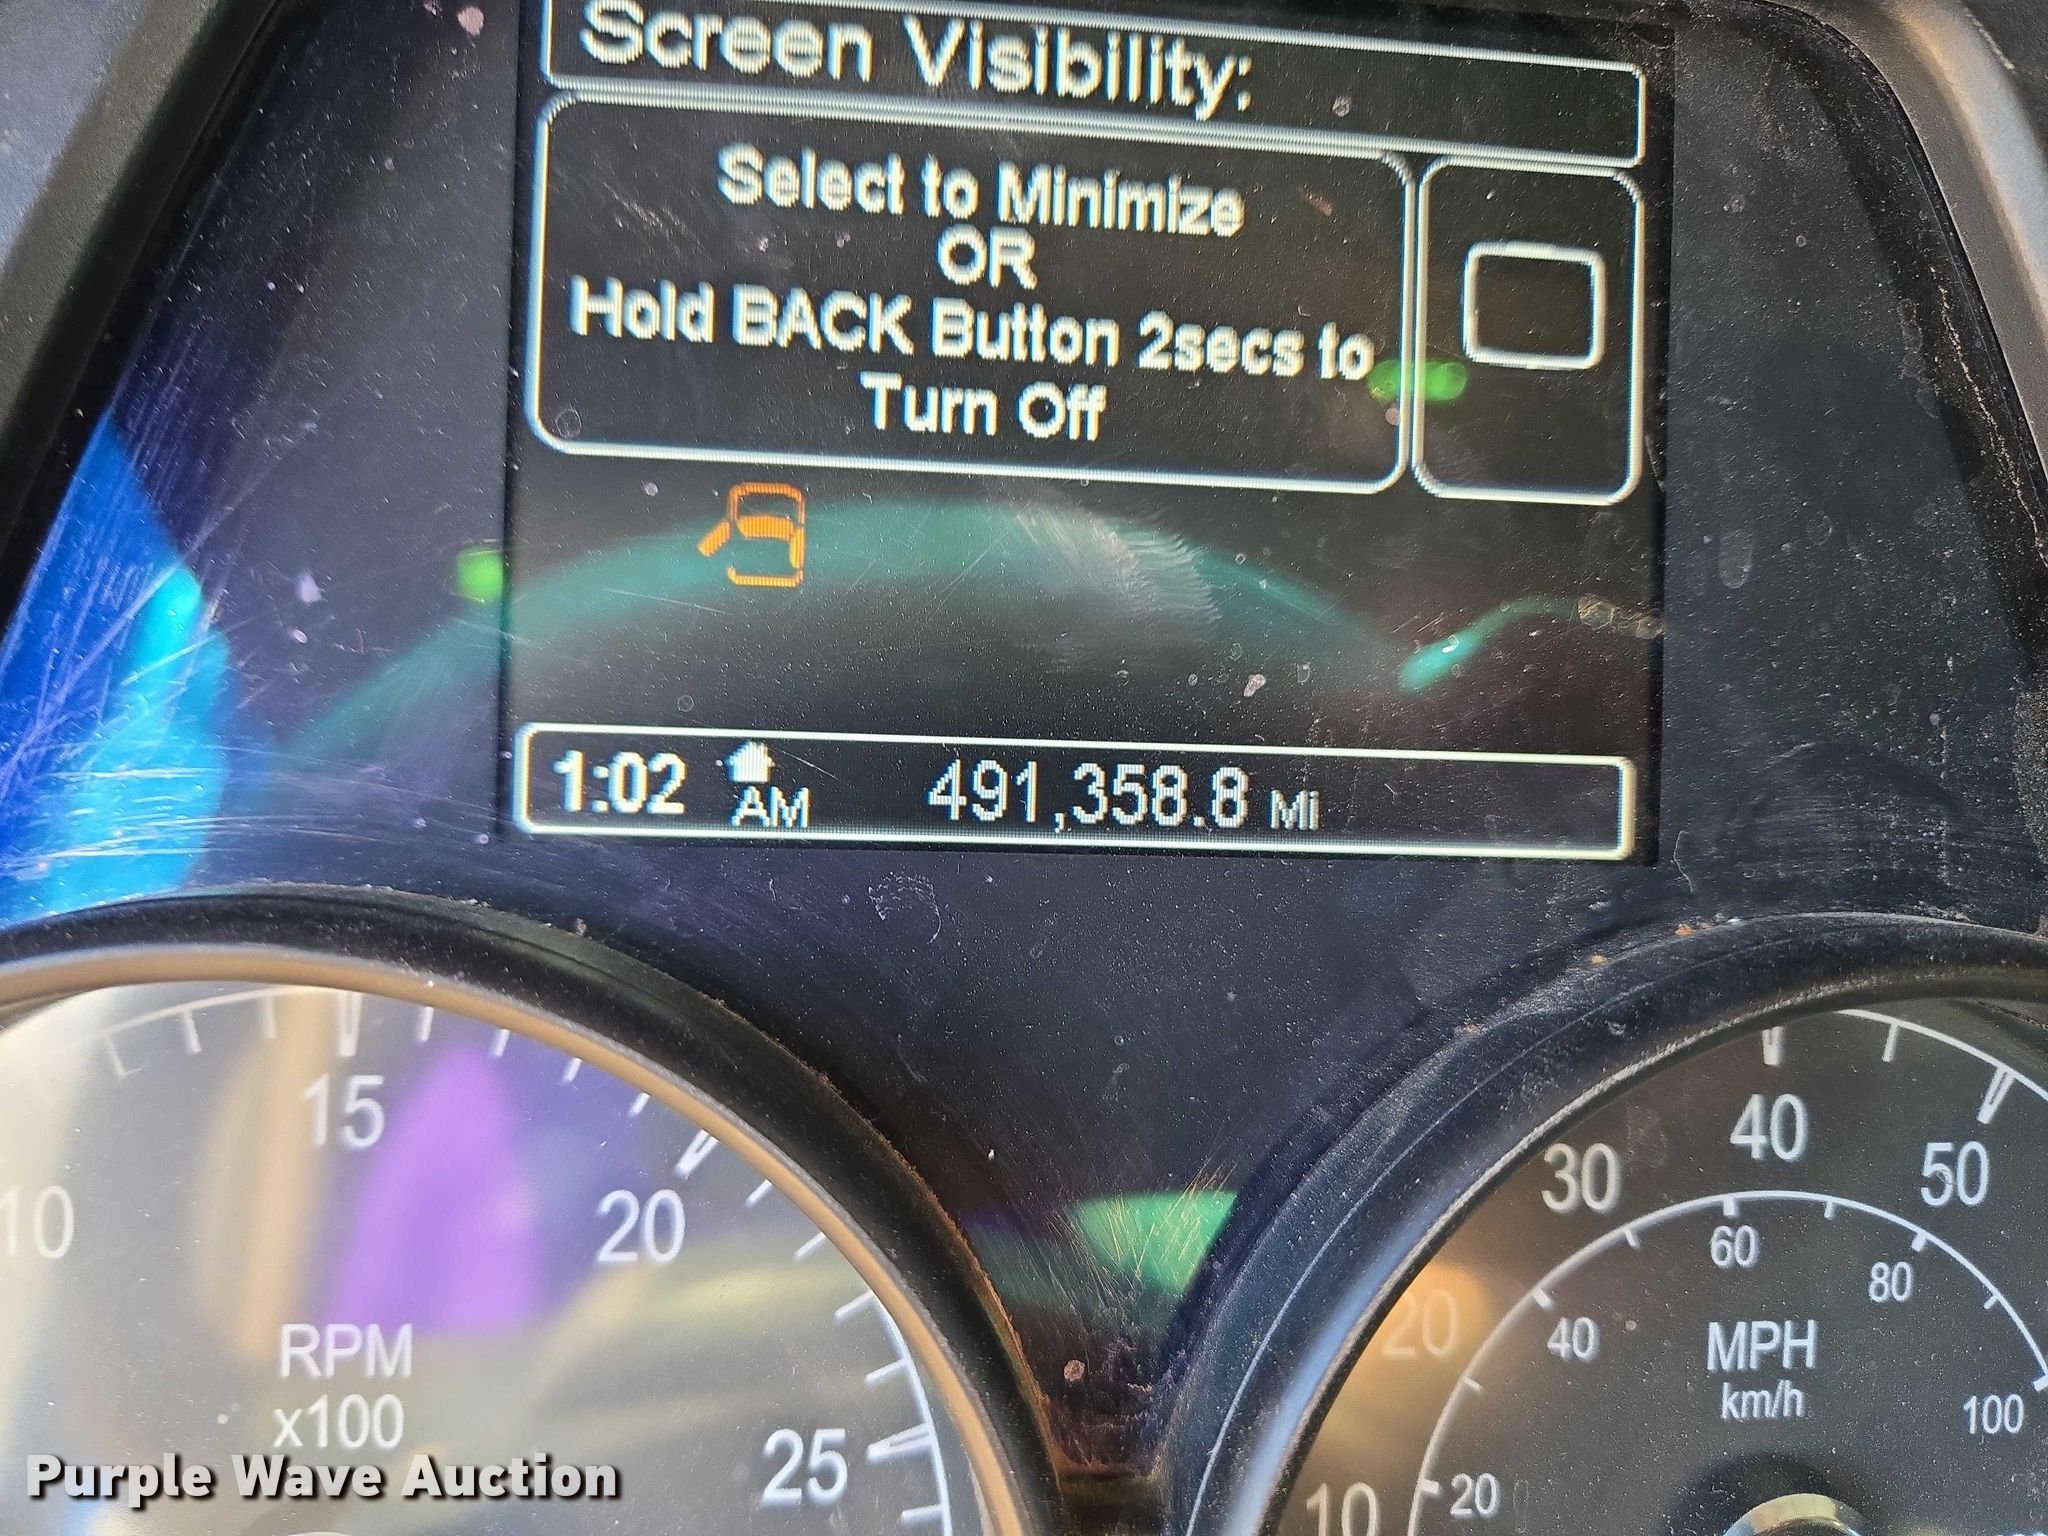 Screen Visibility:
Select to Minimize
OR
Hold BACK Button 2secs to
Turn Off
1:02 AM 491,358.8 Mi
10 15 20 25
RPM
x100
10 20 30 40 50
20 40 60 80 100
MPH
km/h
Purple Wave Auction